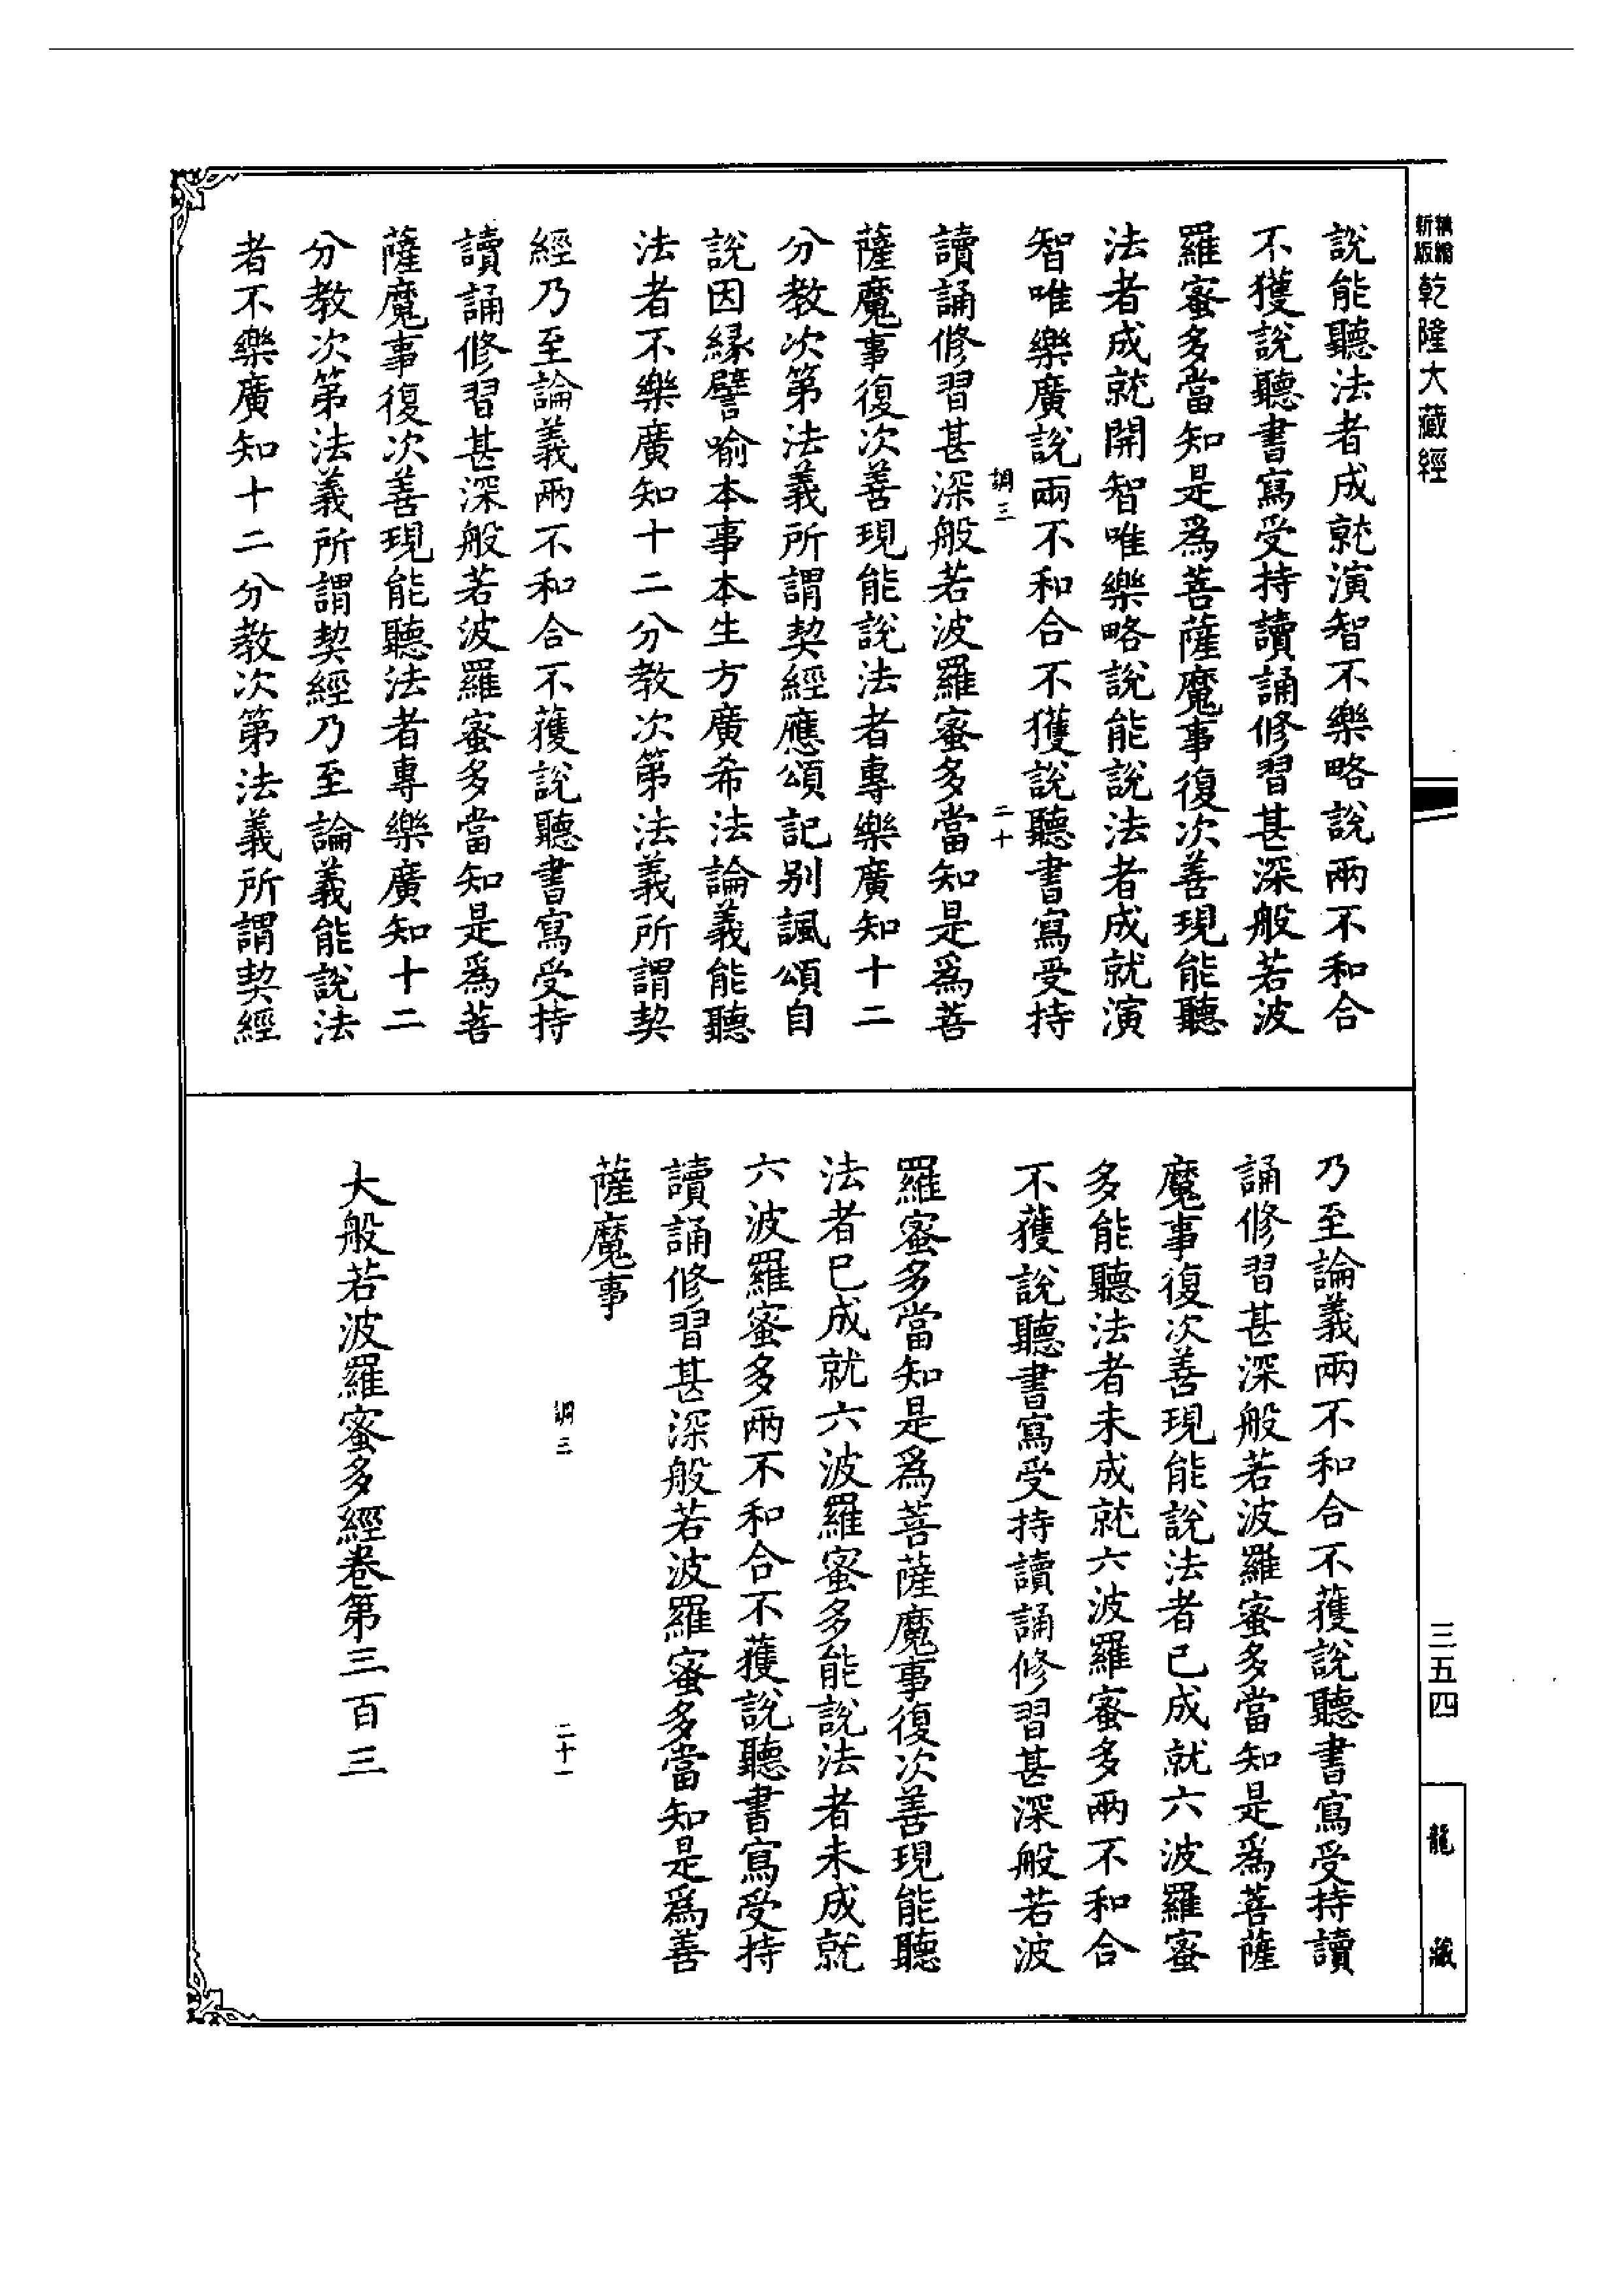 精編
新版
乾隆大藏經
說能聽法者成就演智不樂略說兩不和合
不獲說聽書寫受持讀誦修習甚深般若波
羅蜜多當知是為菩薩魔事復次善現能聽
法者成就開智唯樂略說能說法者成就演
智唯樂廣說兩不和合不獲說聽書寫受持
調三
二十
讀誦修習甚深般若波羅蜜多當知是為菩
薩魔事復次善現能說法者專樂廣知十二
分教次第法義所謂契經應頌記别諷頌自
說因緣譬喻本事本生方廣希法論義能聽
法者不樂廣知十二分教次第法義所謂契
經乃至論義兩不和合不獲說聽書寫受持
讀誦修習甚深般若波羅蜜多當知是為菩
薩魔事復次善現能聽法者專樂廣知十二
分教次第法義所謂契經乃至論義能說法
者不樂廣知十二分教次第法義所謂契經
乃至論義兩不和合不獲說聽書寫受持讀
誦修習甚深般若波羅蜜多當知是為菩薩
魔事復次善現能說法者已成就六波羅蜜
多能聽法者未成就六波羅蜜多兩不和合
不獲說聽書寫受持讀誦修習甚深般若波
羅蜜多當知是為菩薩魔事復次善現能聽
法者已成就六波羅蜜多能說法者未成就
六波羅蜜多兩不和合不獲說聽書寫受持
讀誦修習甚深般若波羅蜜多當知是為善
薩魔事
調三
二十一
大般若波羅蜜多經卷第三百三
三五四
龍藏